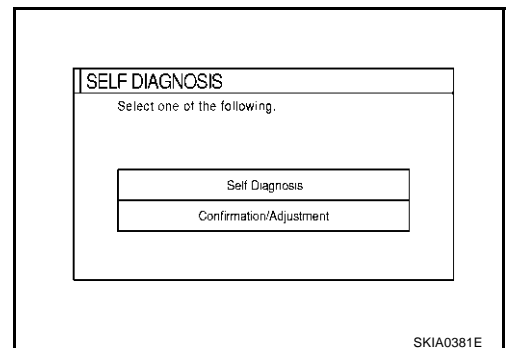 SELF DIAGNOSIS
Select one of the following.
Self Diagnosis
Confirmation/Adjustment
SKIA0381E